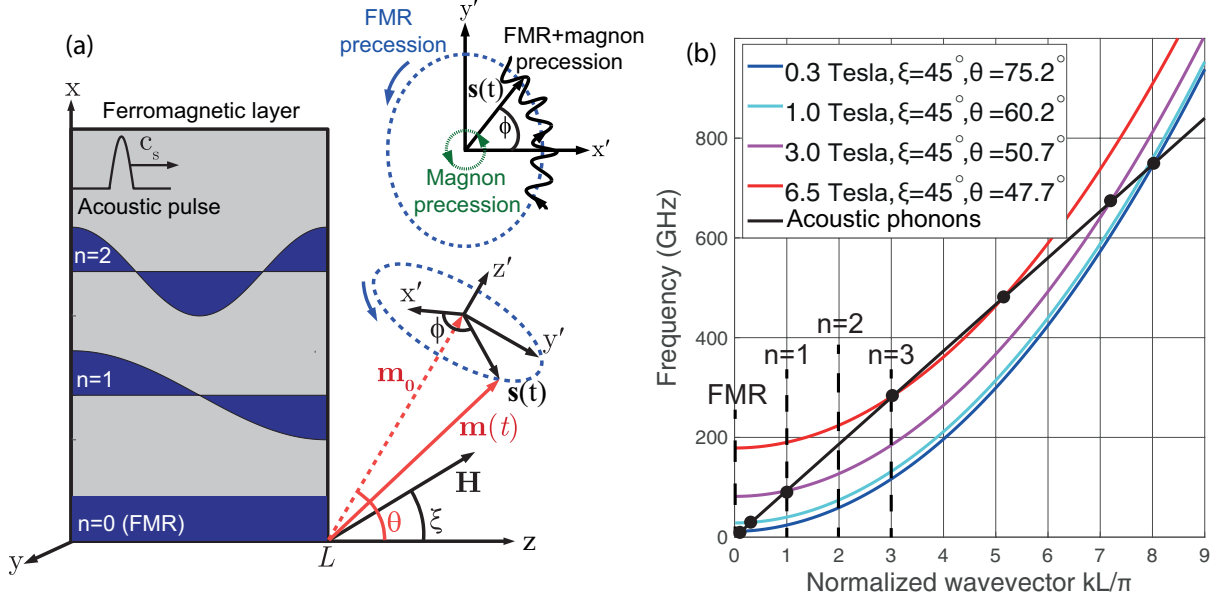 (a)
x
Ferromagnetic layer
c_s
Acoustic pulse
n=2
n=1
n=0 (FMR)
y
L
z
FMR
precession
y′
FMR+magnon
precession
s(t)
ϕ
x′
Magnon
precession
z′
x′
ϕ
y′
s(t)
m₀
m(t)
H
θ
ξ
(b)
0.3 Tesla, ξ=45°, θ=75.2°
1.0 Tesla, ξ=45°, θ=60.2°
3.0 Tesla, ξ=45°, θ=50.7°
6.5 Tesla, ξ=45°, θ=47.7°
Acoustic phonons
Frequency (GHz)
800
600
400
200
0
FMR
n=1
n=2
n=3
0 1 2 3 4 5 6 7 8 9
Normalized wavevector kL/π